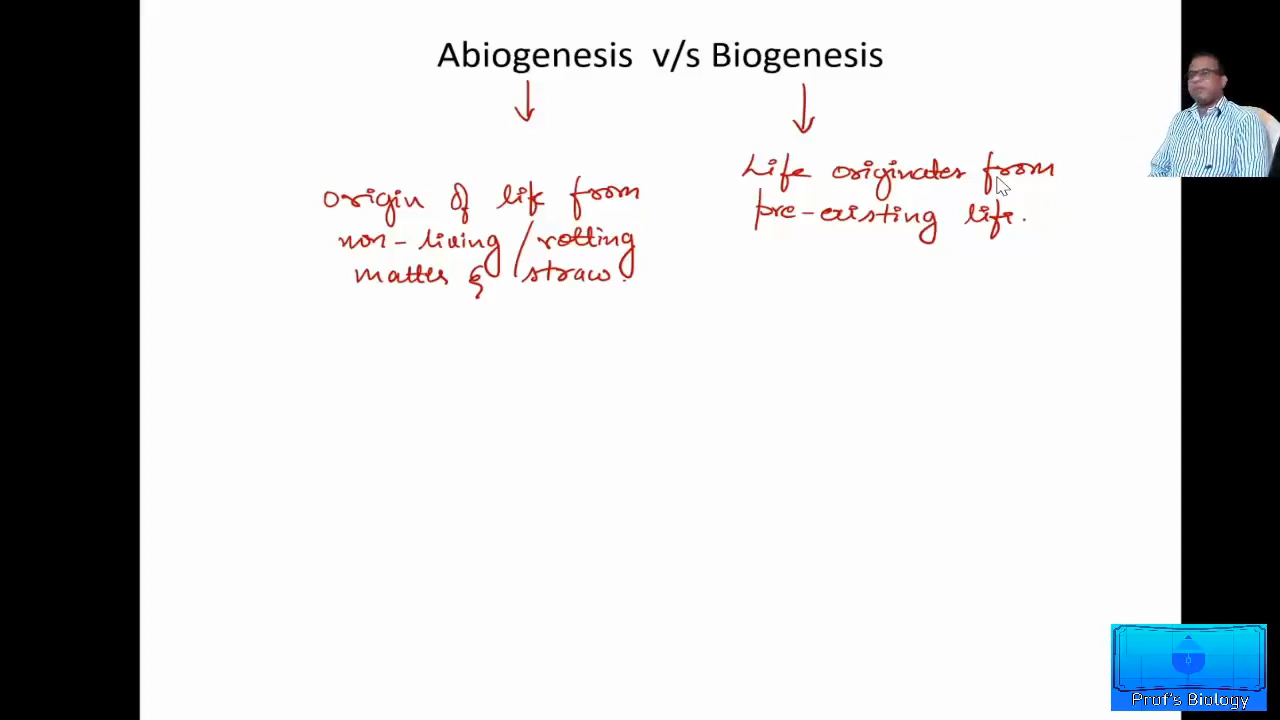 Abiogenesis v/s Biogenesis
origin of life from
non-living / rotting
matter & straw.
Life originates from
pre-existing life.
Prof's Biology